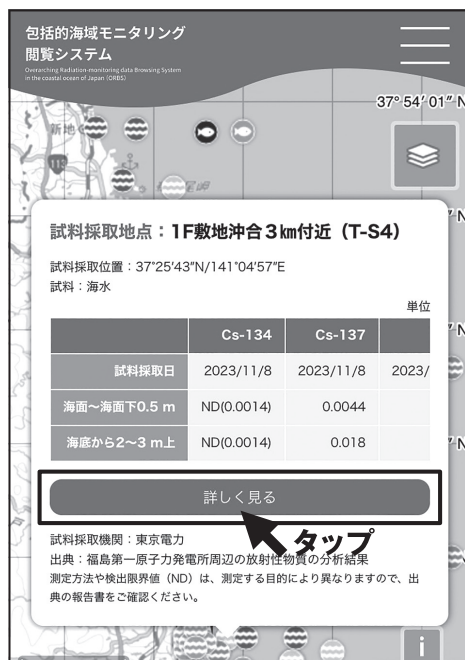 包括的海域モニタリング
閲覧システム
Overarching Radiation-monitoring data Browsing System
in the coastal ocean of Japan (ORBS)
37° 54′ 01″ N
新地
113
″ N
試料採取地点：1F敷地沖合３㎞付近（T-S4）
試料採取位置：37°25′43″N/141°04′57″E
試料：海水
単位
Cs-134 Cs-137
試料採取日 2023/11/8 2023/11/8 2023/
海面～海面下0.5 m ND(0.0014) 0.0044
海底から2～3 m上 ND(0.0014) 0.018
詳しく見る
タップ
試料採取機関：東京電力
出典：福島第一原子力発電所周辺の放射性物質の分析結果
測定方法や検出限界値（ND）は、測定する目的により異なりますので、出
典の報告書をご確認ください。
i